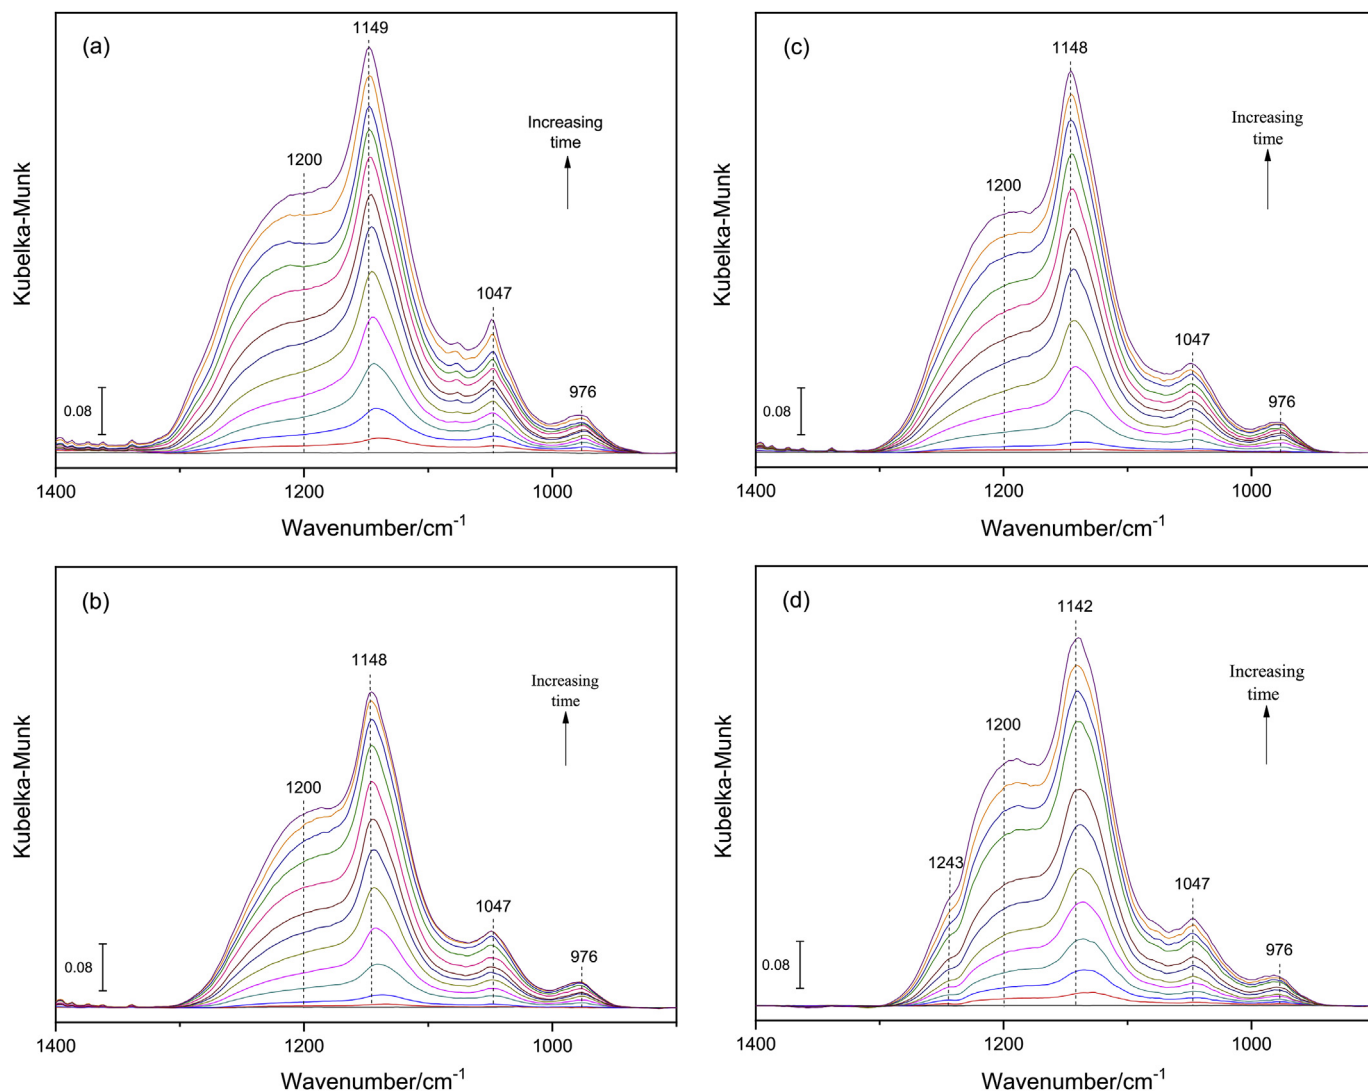 (a)
1149
1200
1047
976
Increasing
time
0.08
Kubelka-Munk
1400
1200
1000
Wavenumber/cm-1
(c)
1148
1200
1047
976
Increasing
time
0.08
Kubelka-Munk
1400
1200
1000
Wavenumber/cm-1
(b)
1148
1200
1047
976
Increasing
time
0.08
Kubelka-Munk
1400
1200
1000
Wavenumber/cm-1
(d)
1142
1200
1243
1047
976
Increasing
time
0.08
Kubelka-Munk
1400
1200
1000
Wavenumber/cm-1